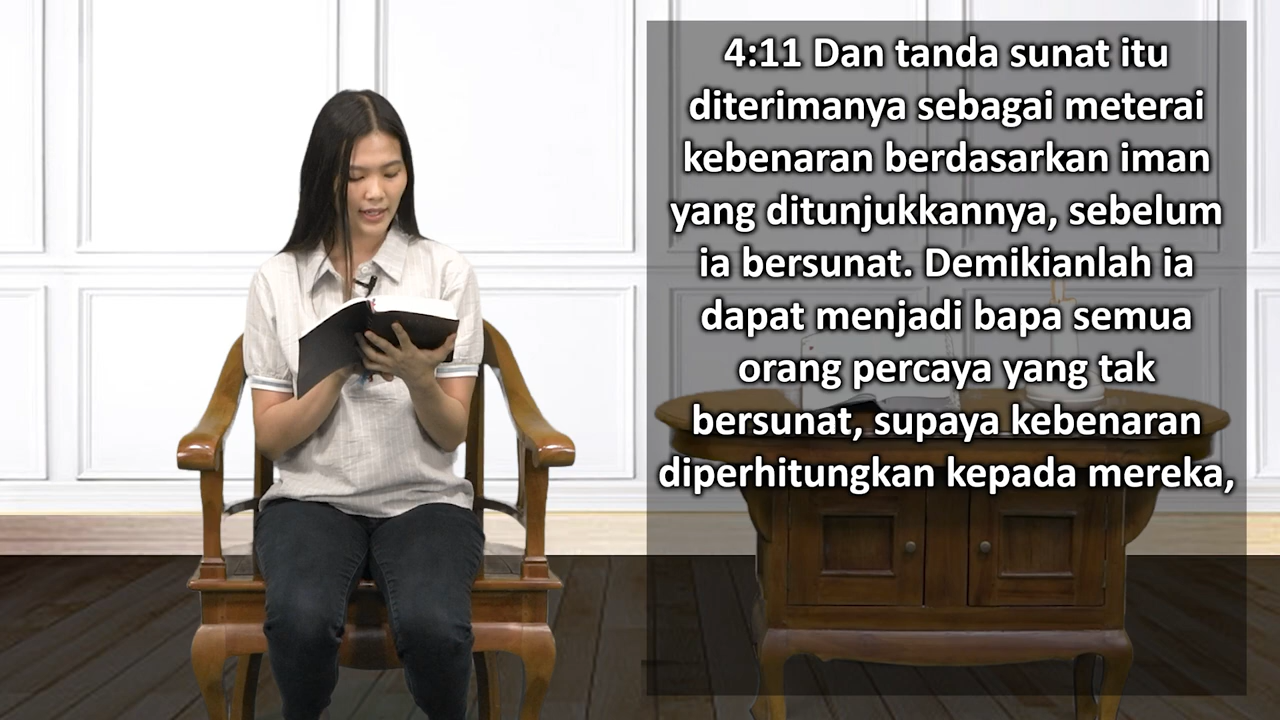 4:11 Dan tanda sunat itu
diterimanya sebagai meterai
kebenaran berdasarkan iman
yang ditunjukkannya, sebelum
ia bersunat. Demikianlah ia
dapat menjadi bapa semua
orang percaya yang tak
bersunat, supaya kebenaran
diperhitungkan kepada mereka,